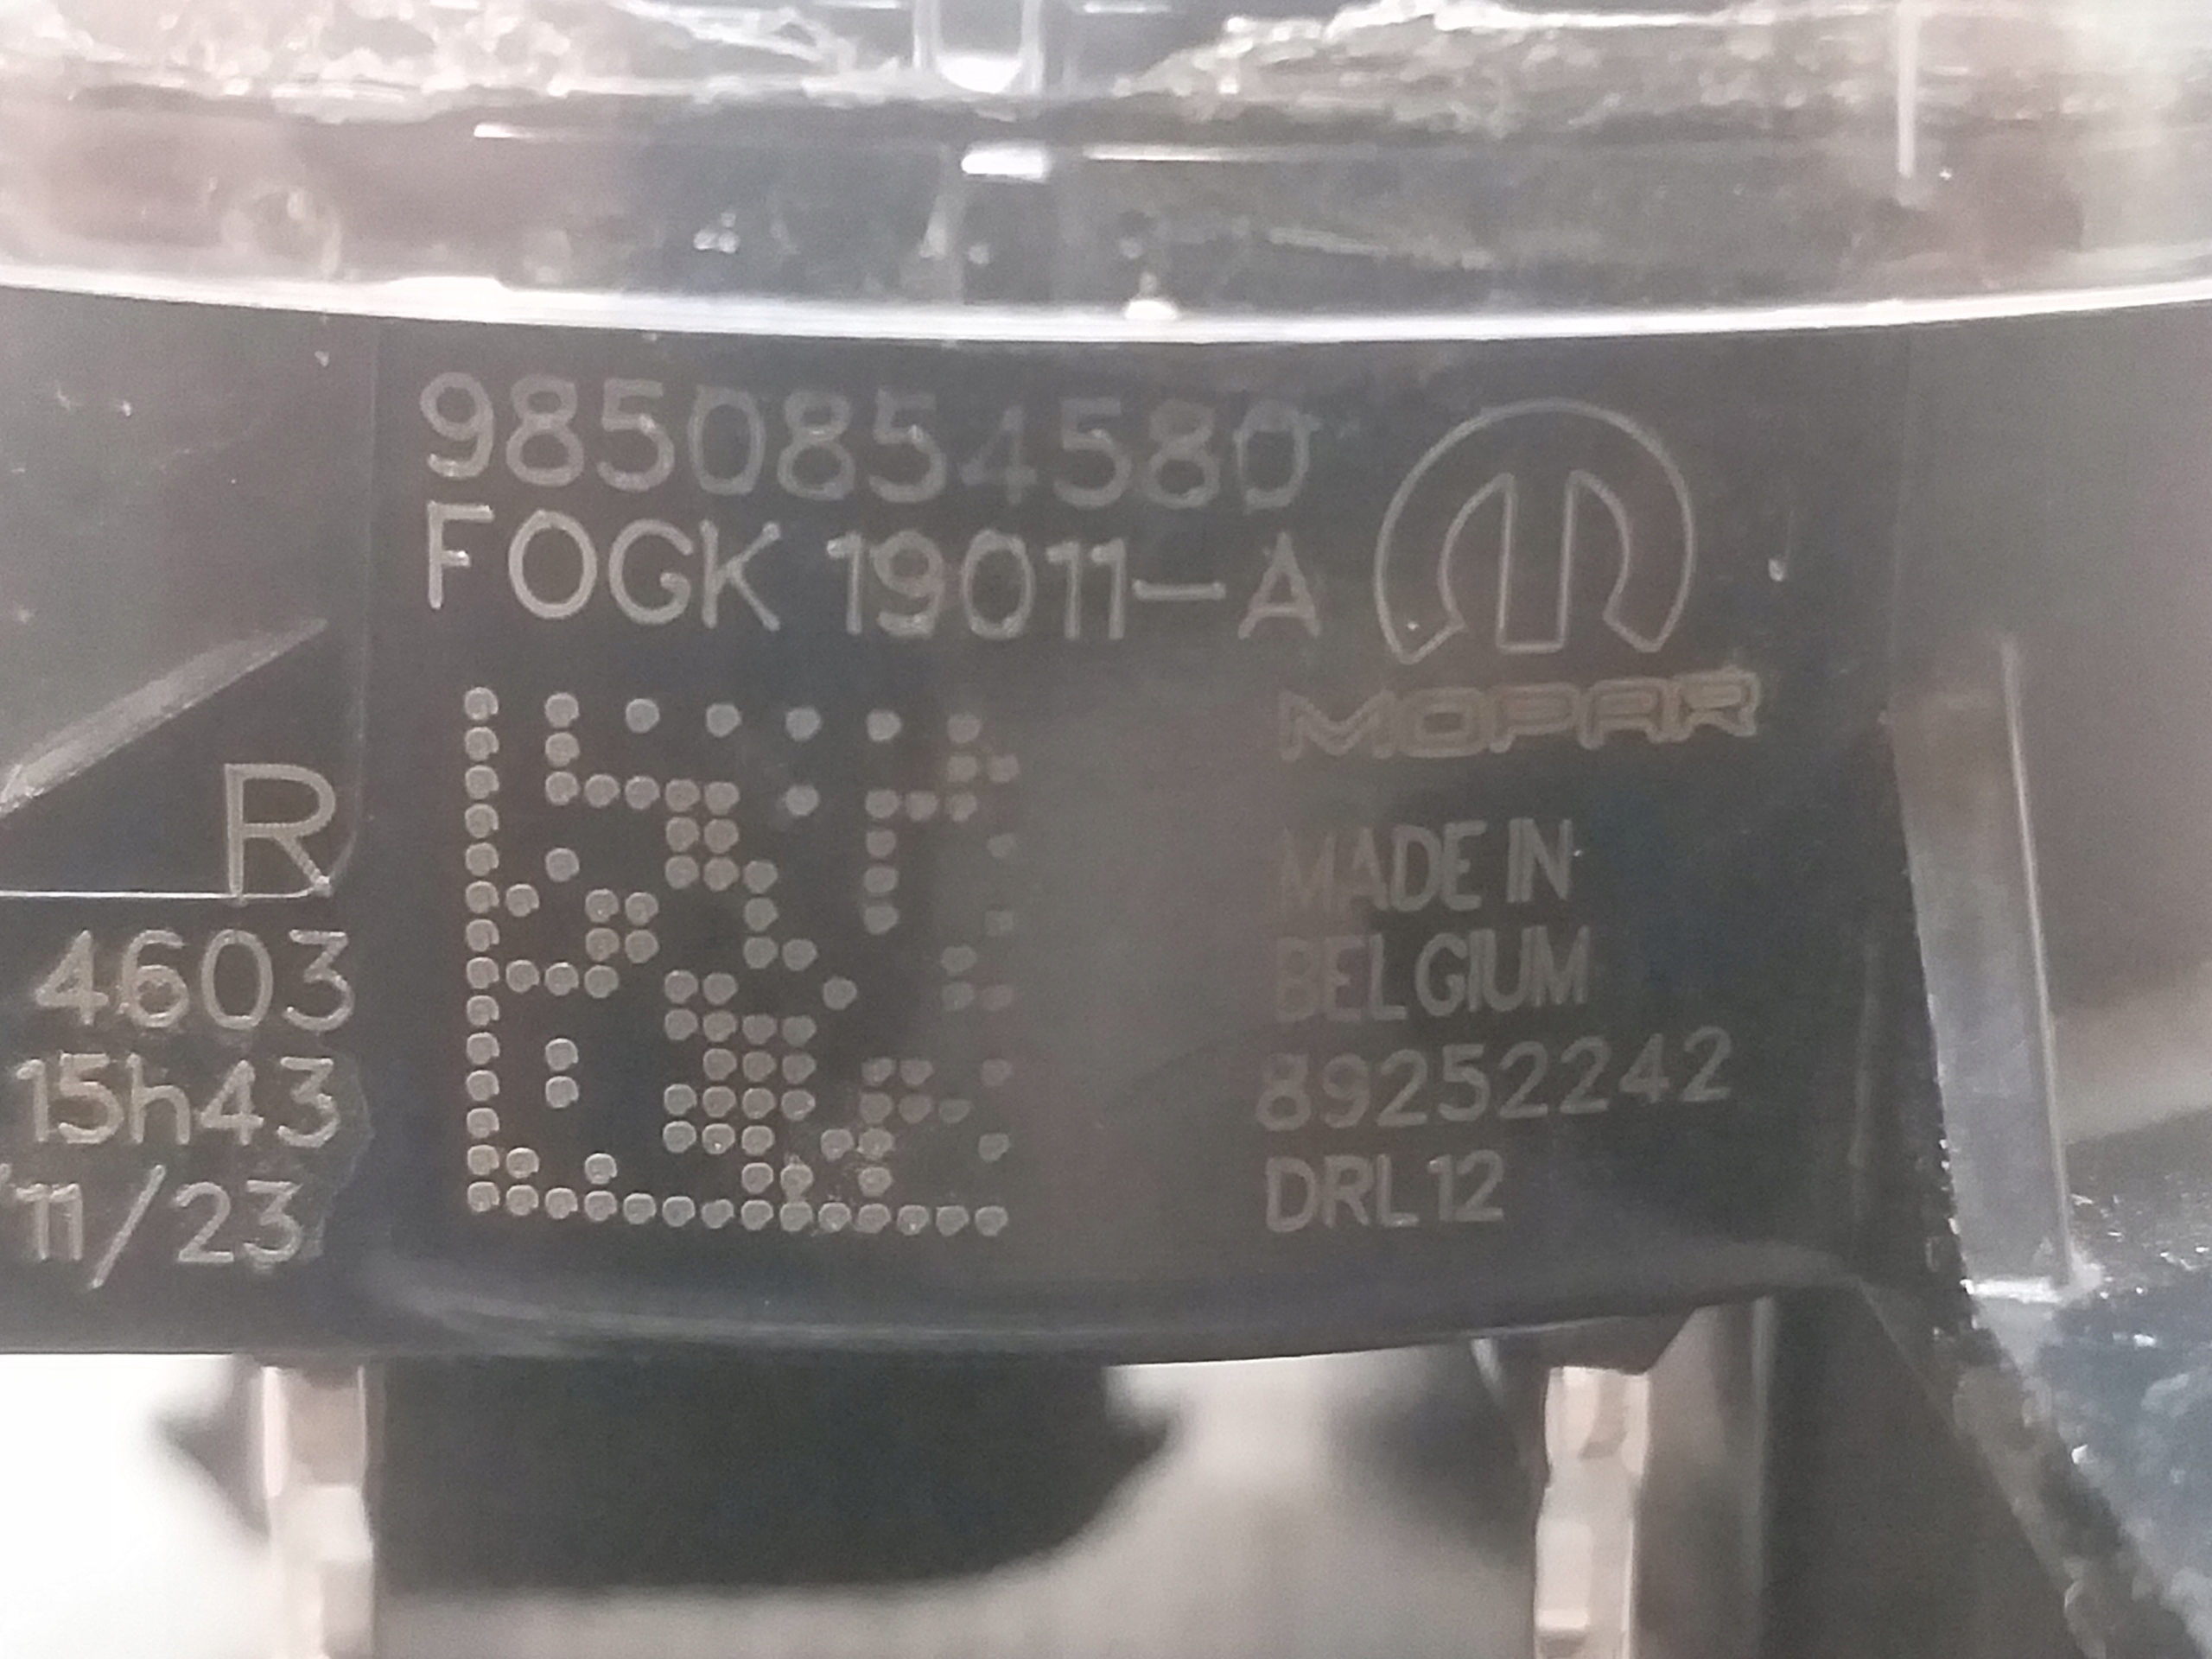 9850854580
FOGK 19011-A
MOPAR
MADE IN
BELGIUM
89252242
DRL12
R
4603
15h43
/11/23